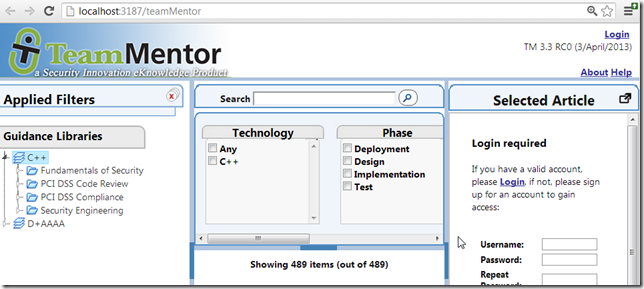 localhost:3187/teamMentor
TeamMentor
a Security Innovation eKnowledge Product
Login
TM 3.3 RC0 (3/April/2013)
About Help
Applied Filters
Guidance Libraries
C++
Fundamentals of Security
PCI DSS Code Review
PCI DSS Compliance
Security Engineering
D+AAAA
Search
Technology
Any
C++
Phase
Deployment
Design
Implementation
Test
Showing 489 items (out of 489)
Selected Article
Login required
If you have a valid account,
please Login, if not, please sign
up for an account to gain
access:
Username:
Password:
Repeat
Password: